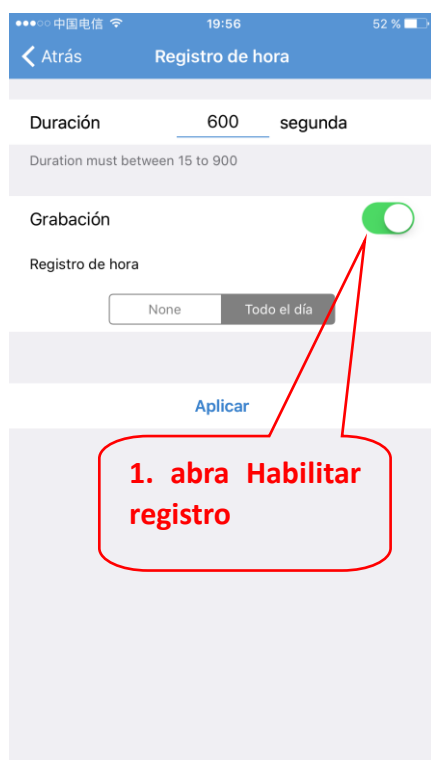 中国电信 19:56 52 %
Atrás Registro de hora
Duración 600 segunda
Duration must between 15 to 900
Grabación
Registro de hora
None Todo el día
Aplicar
1. abra Habilitar
registro